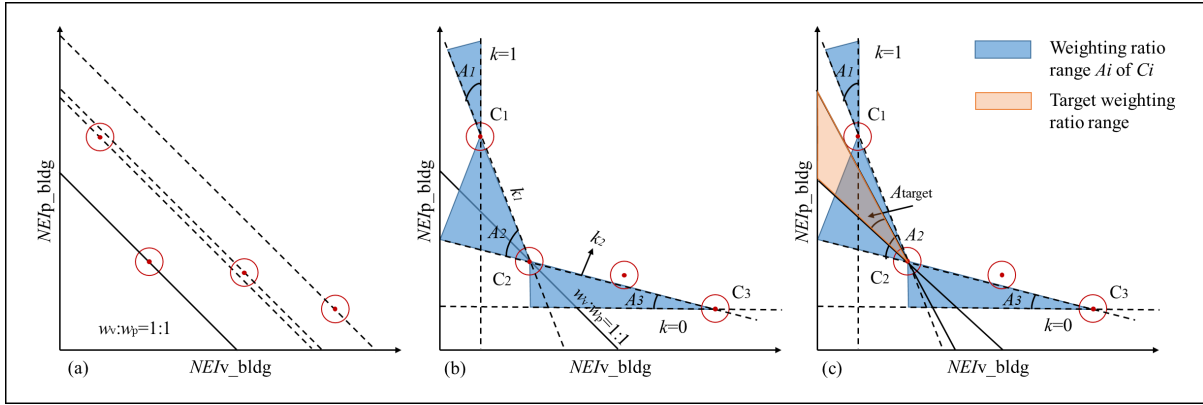 NEIp_bldg
wv:wp=1:1
(a)
NEIv_bldg
NEIp_bldg
k=1
A1
C1
k1
A2
k2
C2
wv:wp=1:1
A3
C3
k=0
(b)
NEIv_bldg
NEIp_bldg
k=1
A1
C1
Atarget
A2
C2
A3
C3
k=0
(c)
NEIv_bldg
Weighting ratio
range Ai of Ci
Target weighting
ratio range